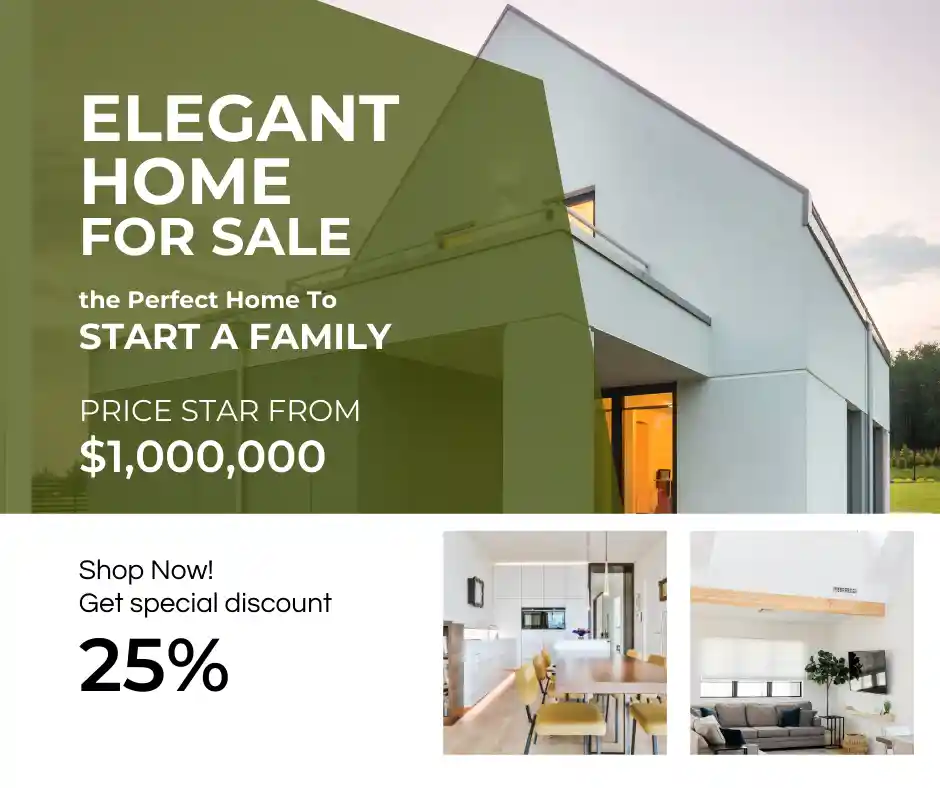 ELEGANT
HOME
FOR SALE
the Perfect Home To
START A FAMILY
PRICE STAR FROM
$1,000,000
Shop Now!
Get special discount
25%